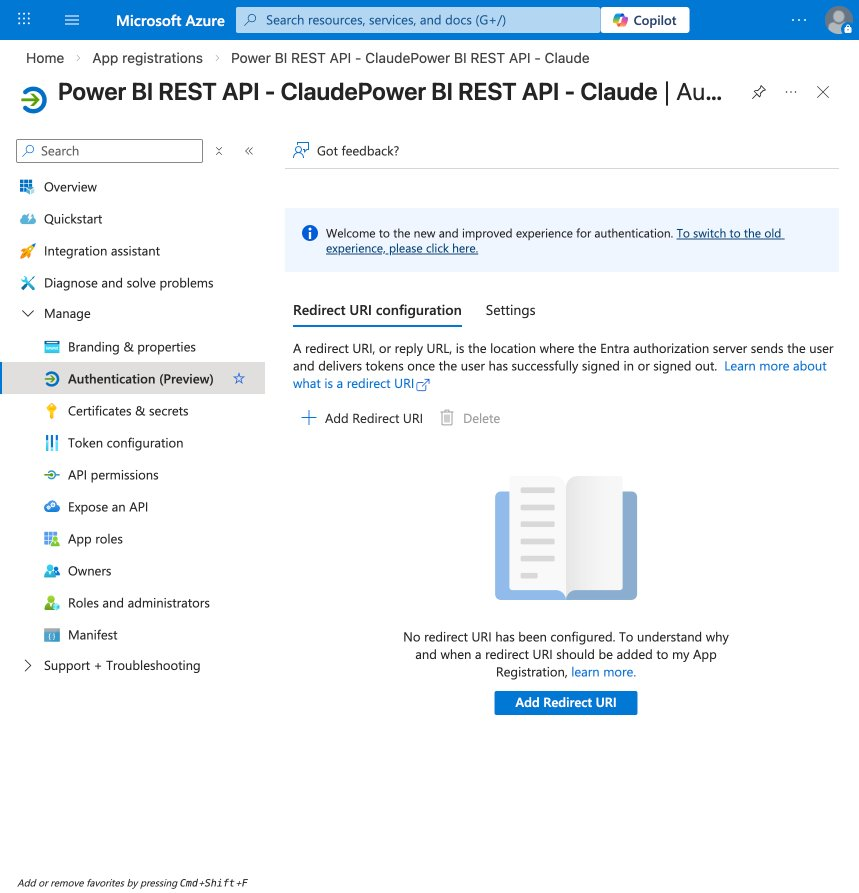 Microsoft Azure
Search resources, services, and docs (G+/)
Copilot
Home > App registrations > Power BI REST API - ClaudePower BI REST API - Claude
Power BI REST API - ClaudePower BI REST API - Claude | Au...
Search
Got feedback?
Overview
Quickstart
Integration assistant
Diagnose and solve problems
Manage
Branding & properties
Authentication (Preview)
Certificates & secrets
Token configuration
API permissions
Expose an API
App roles
Owners
Roles and administrators
Manifest
Support + Troubleshooting
Welcome to the new and improved experience for authentication. To switch to the old
experience, please click here.
Redirect URI configuration
Settings
A redirect URI, or reply URL, is the location where the Entra authorization server sends the user
and delivers tokens once the user has successfully signed in or signed out. Learn more about
what is a redirect URI
Add Redirect URI
Delete
No redirect URI has been configured. To understand why
and when a redirect URI should be added to my App
Registration, learn more.
Add Redirect URI
Add or remove favorites by pressing Cmd+Shift+F